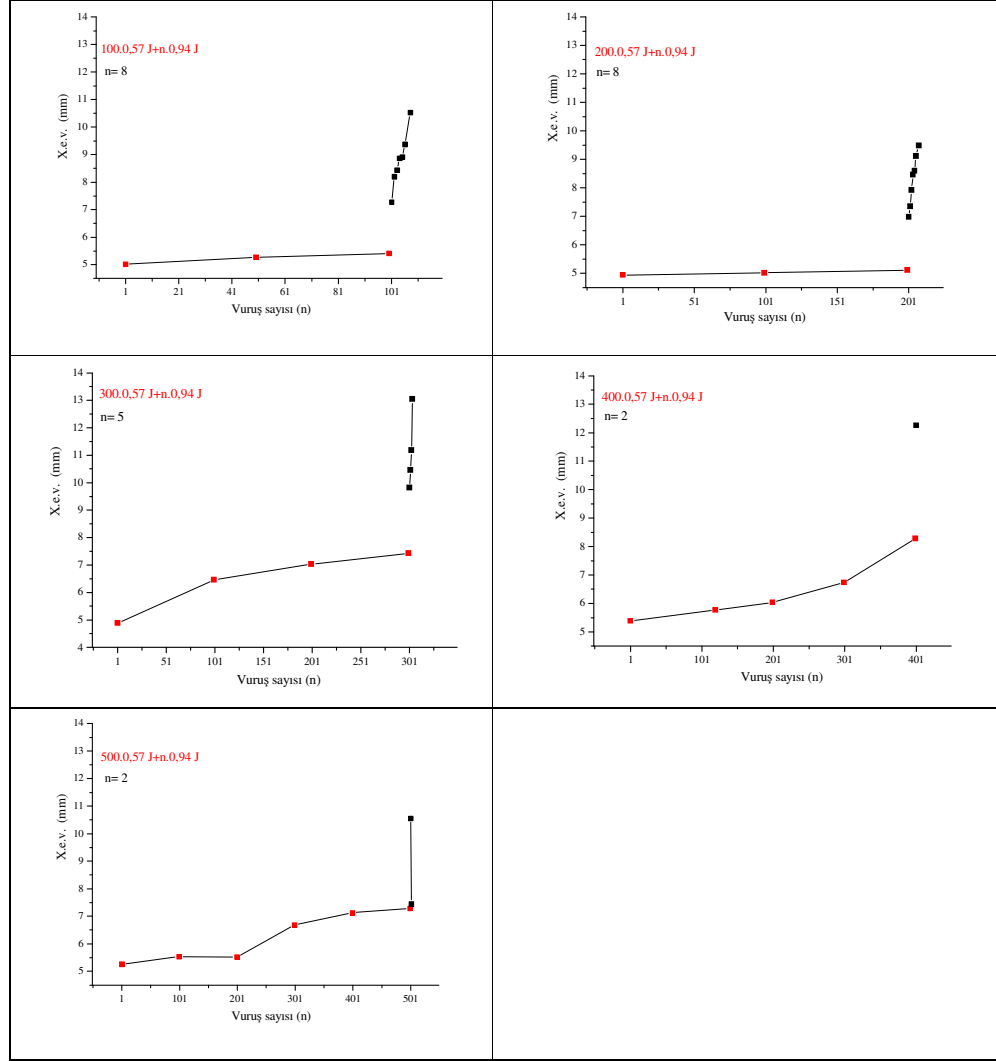 14
13
12
11
10
9
8
7
6
5
X.e.v. (mm)
100.0,57 J+n.0,94 J
n= 8
1 21 41 61 81 101
Vuruş sayısı (n)
14
13
12
11
10
9
8
7
6
5
X.e.v. (mm)
200.0,57 J+n.0,94 J
n= 8
1 51 101 151 201
Vuruş sayısı (n)
14
13
12
11
10
9
8
7
6
5
4
X.e.v. (mm)
300.0,57 J+n.0,94 J
n= 5
1 51 101 151 201 251 301
Vuruş sayısı (n)
14
13
12
11
10
9
8
7
6
5
X.e.v. (mm)
400.0,57 J+n.0,94 J
n= 2
1 101 201 301 401
Vuruş sayısı (n)
14
13
12
11
10
9
8
7
6
5
X.e.v. (mm)
500.0,57 J+n.0,94 J
n= 2
1 101 201 301 401 501
Vuruş sayısı (n)